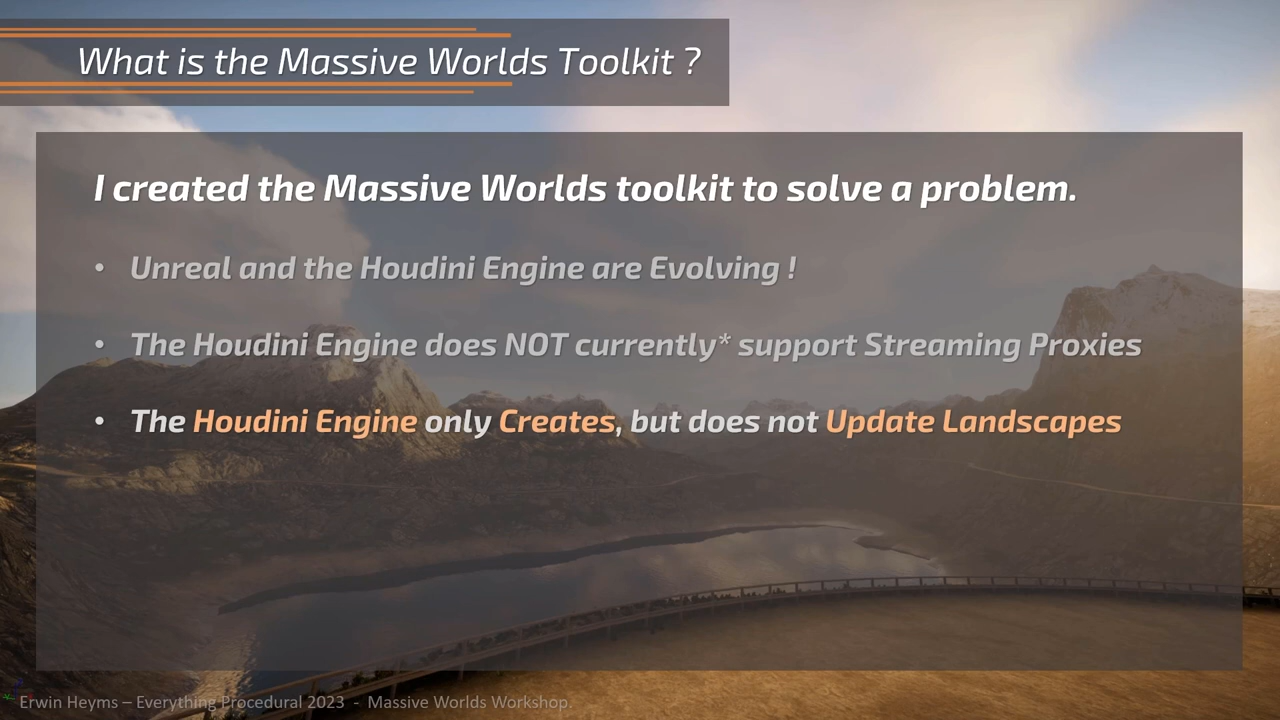 What is the Massive Worlds Toolkit ?
I created the Massive Worlds toolkit to solve a problem.
• Unreal and the Houdini Engine are Evolving !
• The Houdini Engine does NOT currently* support Streaming Proxies
• The Houdini Engine only Creates, but does not Update Landscapes
Erwin Heyms – Everything Procedural 2023 - Massive Worlds Workshop.